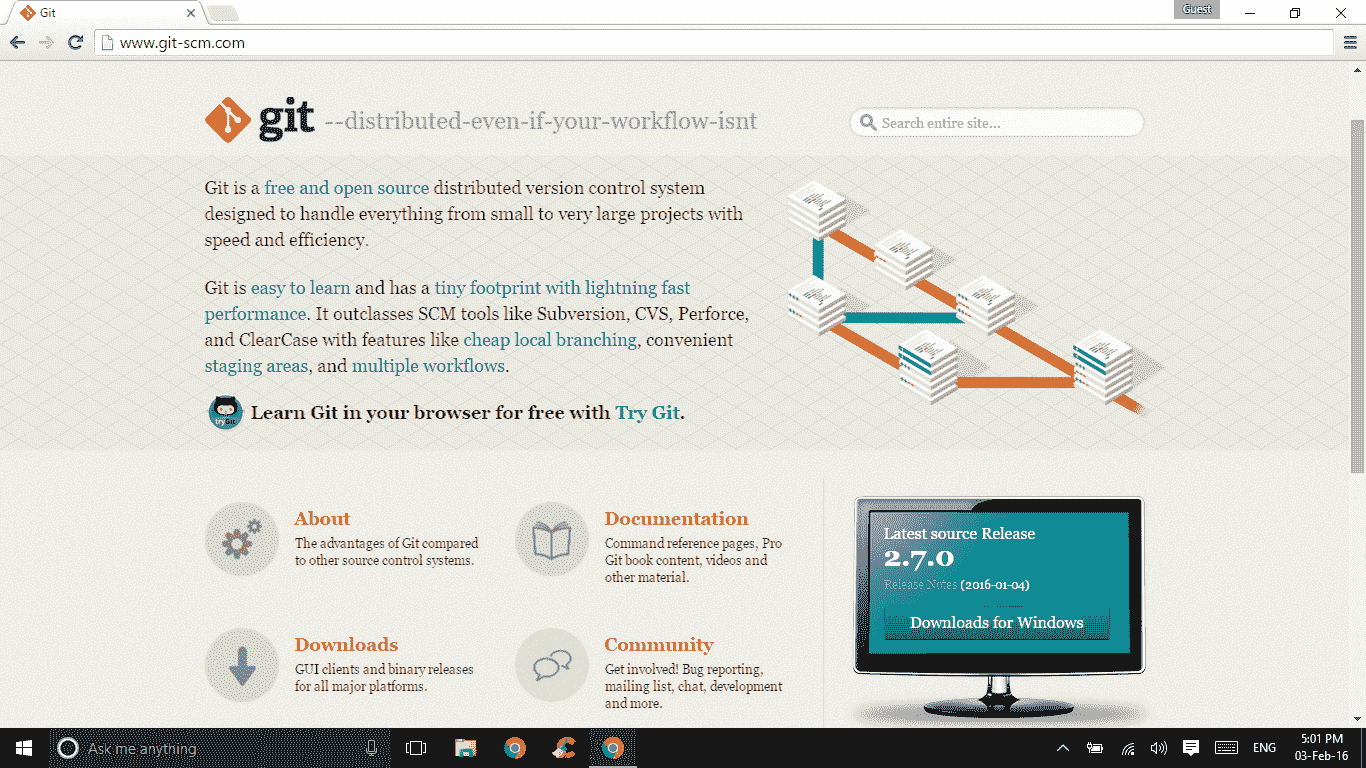 Git
Guest
www.git-scm.com
git --distributed-even-if-your-workflow-isnt
Search entire site...
Git is a free and open source distributed version control system
designed to handle everything from small to very large projects with
speed and efficiency.
Git is easy to learn and has a tiny footprint with lightning fast
performance. It outclasses SCM tools like Subversion, CVS, Perforce,
and ClearCase with features like cheap local branching, convenient
staging areas, and multiple workflows.
tryGit
Learn Git in your browser for free with Try Git.
About
The advantages of Git compared
to other source control systems.
Documentation
Command reference pages, Pro
Git book content, videos and
other material.
Downloads
GUI clients and binary releases
for all major platforms.
Community
Get involved! Bug reporting,
mailing list, chat, development
and more.
Latest source Release
2.7.0
Release Notes (2016-01-04)
Downloads for Windows
Ask me anything
ENG
5:01 PM
03-Feb-16